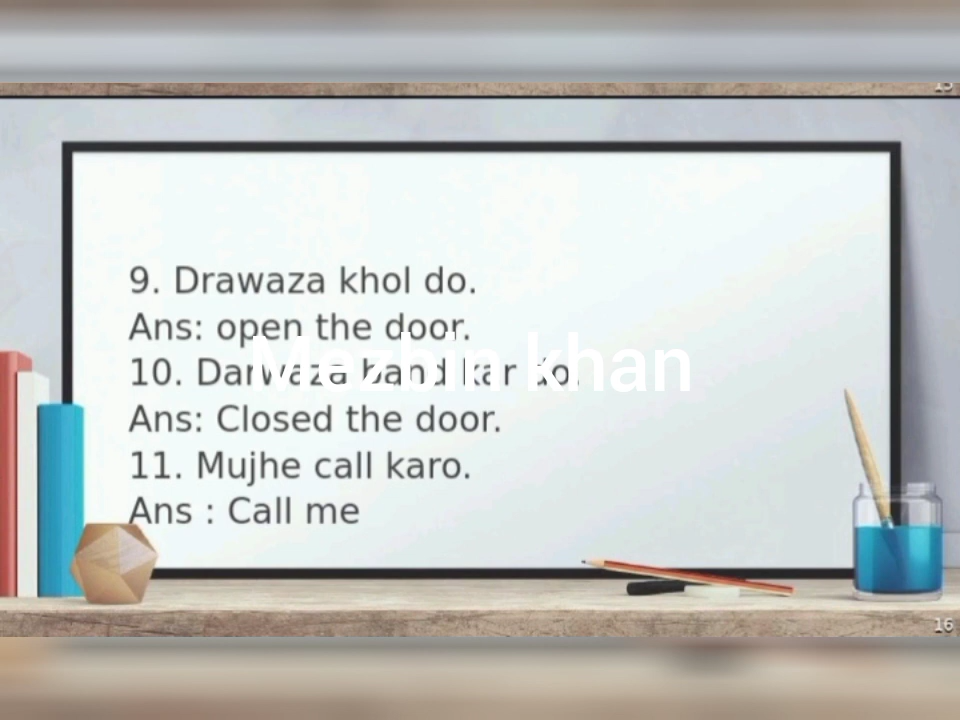 15
9. Drawaza khol do.
Ans: open the door.
Mezbin khan
10. Darwaza band kar do.
Ans: Closed the door.
11. Mujhe call karo.
Ans : Call me
16